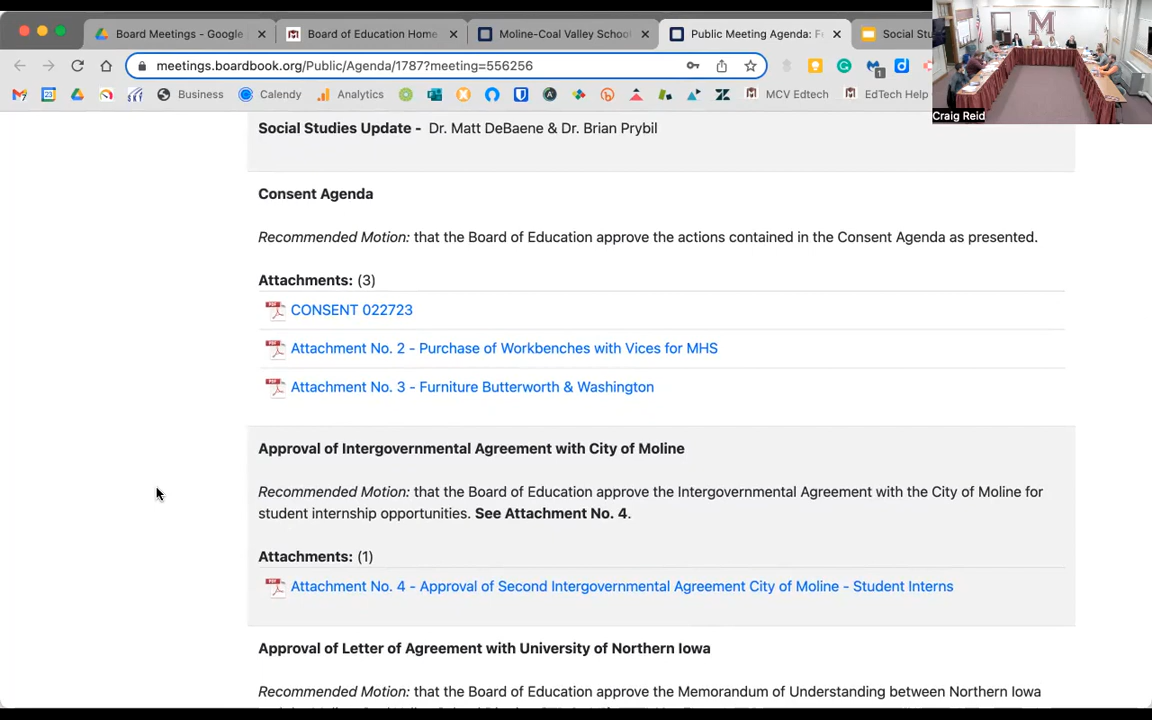 Board Meetings - Google
Board of Education Home
Moline-Coal Valley School
Public Meeting Agenda: F
Social Stu
meetings.boardbook.org/Public/Agenda/1787?meeting=556256
Business
Calendy
Analytics
MCV Edtech
EdTech Help
M
Craig Reid
Social Studies Update - Dr. Matt DeBaene & Dr. Brian Prybil
Consent Agenda
Recommended Motion: that the Board of Education approve the actions contained in the Consent Agenda as presented.
Attachments: (3)
CONSENT 022723
Attachment No. 2 - Purchase of Workbenches with Vices for MHS
Attachment No. 3 - Furniture Butterworth & Washington
Approval of Intergovernmental Agreement with City of Moline
Recommended Motion: that the Board of Education approve the Intergovernmental Agreement with the City of Moline for
student internship opportunities. See Attachment No. 4.
Attachments: (1)
Attachment No. 4 - Approval of Second Intergovernmental Agreement City of Moline - Student Interns
Approval of Letter of Agreement with University of Northern Iowa
Recommended Motion: that the Board of Education approve the Memorandum of Understanding between Northern Iowa